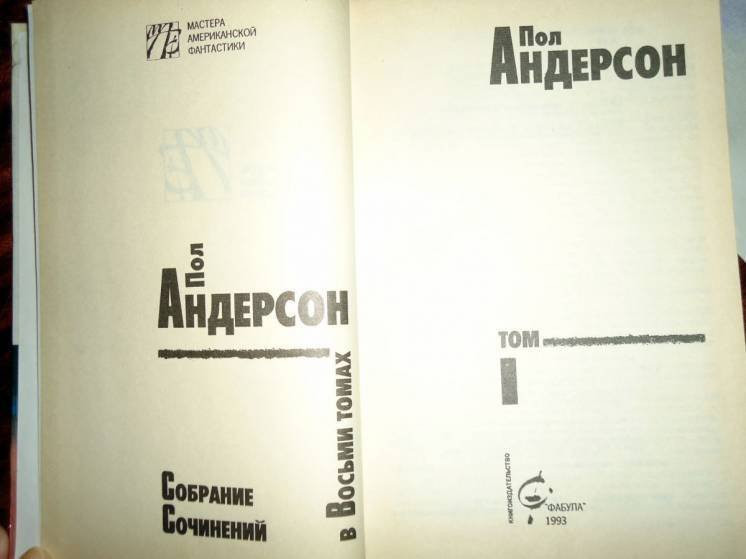 МАСТЕРА
АМЕРИКАНСКОЙ
ФАНТАСТИКИ
Пол
АНДЕРСОН
Собрание
Сочинений
в Восьми томах
Пол
АНДЕРСОН
ТОМ
I
КНИГОИЗДАТЕЛЬСТВО
"ФАБУЛА"
1993